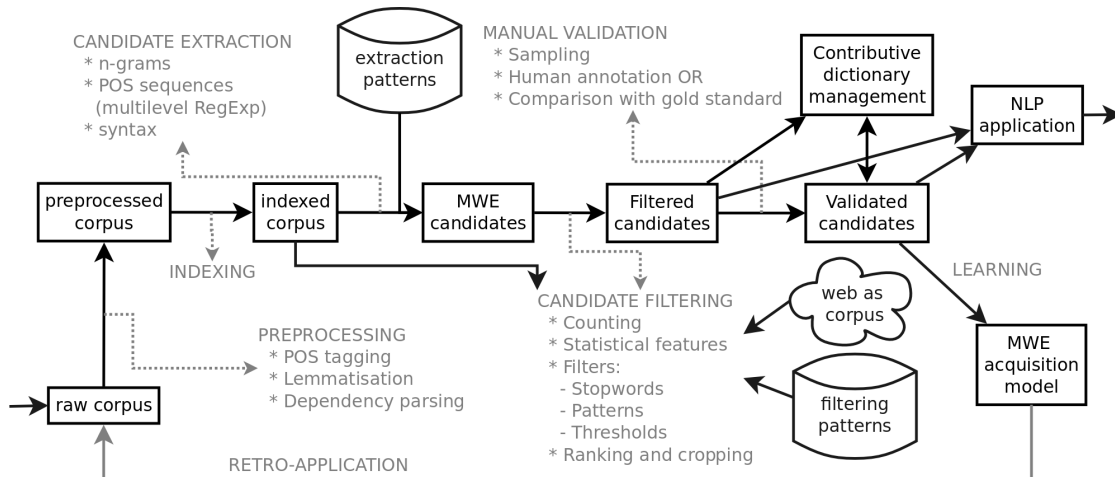 CANDIDATE EXTRACTION
* n-grams
* POS sequences
(multilevel RegExp)
* syntax
extraction
patterns
MANUAL VALIDATION
* Sampling
* Human annotation OR
* Comparison with gold standard
Contributive
dictionary
management
NLP
application
preprocessed
corpus
indexed
corpus
MWE
candidates
Filtered
candidates
Validated
candidates
INDEXING
LEARNING
CANDIDATE FILTERING
* Counting
* Statistical features
* Filters:
- Stopwords
- Patterns
- Thresholds
* Ranking and cropping
web as
corpus
PREPROCESSING
* POS tagging
* Lemmatisation
* Dependency parsing
MWE
acquisition
model
raw corpus
filtering
patterns
RETRO-APPLICATION